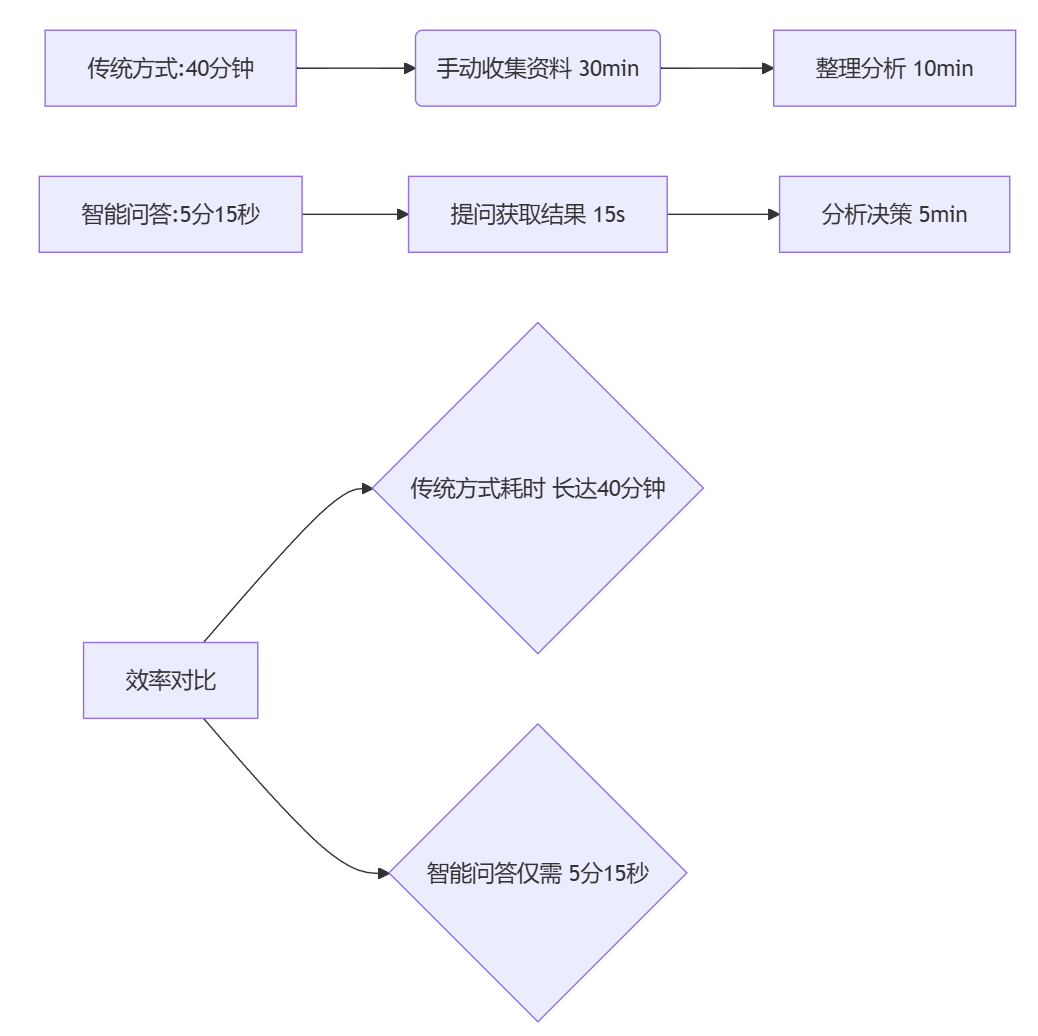 传统方式:40分钟
手动收集资料 30min
整理分析 10min
智能问答:5分15秒
提问获取结果 15s
分析决策 5min
传统方式耗时 长达40分钟
效率对比
智能问答仅需 5分15秒